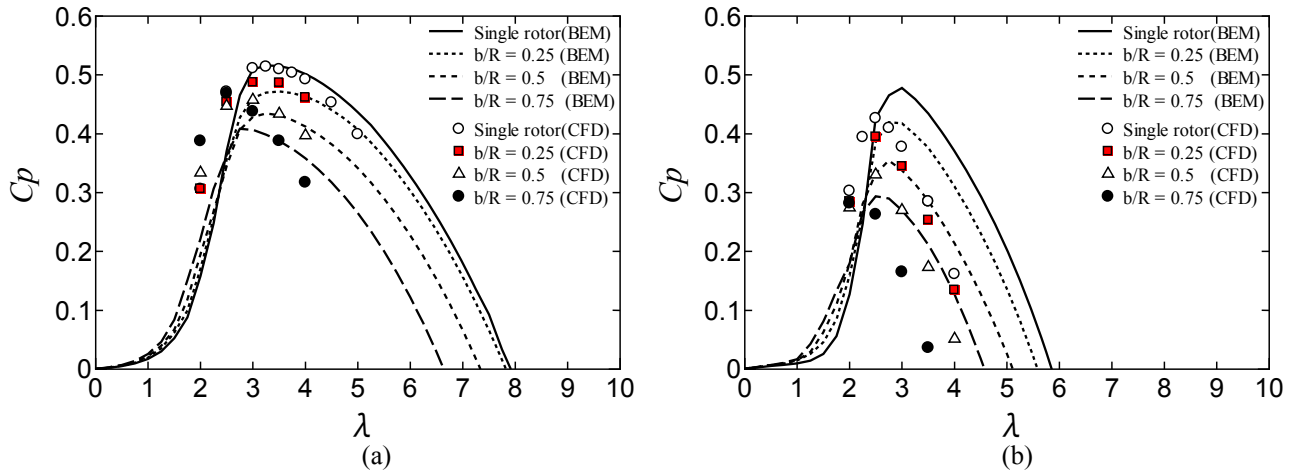 0.6
0.5
0.4
0.3
0.2
0.1
0
Cp
0 1 2 3 4 5 6 7 8 9 10
λ
(a)
Single rotor(BEM)
b/R = 0.25 (BEM)
b/R = 0.5 (BEM)
b/R = 0.75 (BEM)
Single rotor(CFD)
b/R = 0.25 (CFD)
b/R = 0.5 (CFD)
b/R = 0.75 (CFD)
0.6
0.5
0.4
0.3
0.2
0.1
0
Cp
0 1 2 3 4 5 6 7 8 9 10
λ
(b)
Single rotor(BEM)
b/R = 0.25 (BEM)
b/R = 0.5 (BEM)
b/R = 0.75 (BEM)
Single rotor(CFD)
b/R = 0.25 (CFD)
b/R = 0.5 (CFD)
b/R = 0.75 (CFD)